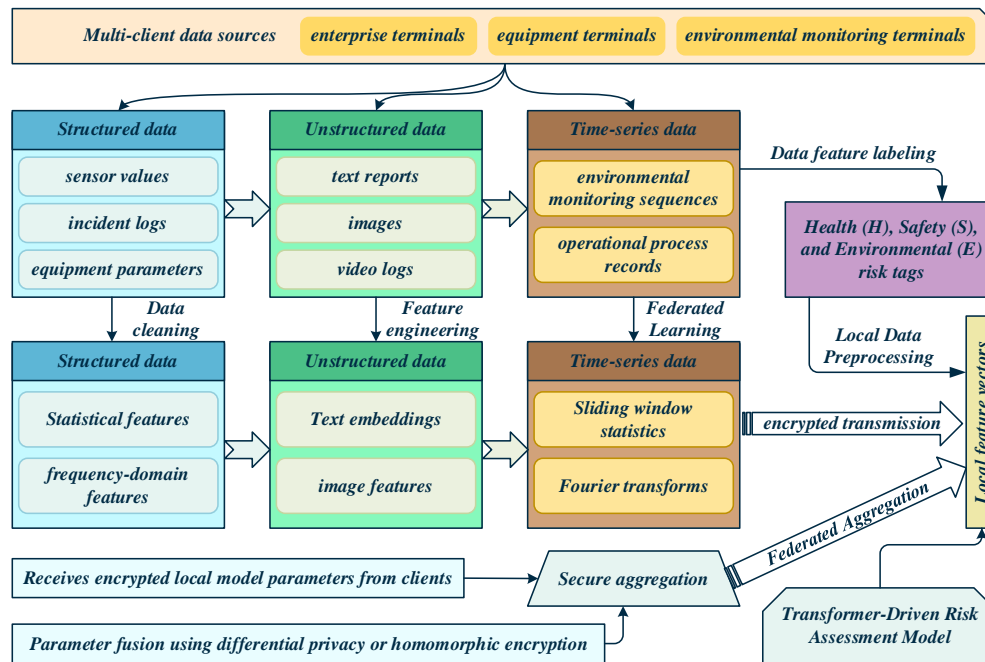 Multi-client data sources
enterprise terminals
equipment terminals
environmental monitoring terminals
Structured data
sensor values
incident logs
equipment parameters
Unstructured data
text reports
images
video logs
Time-series data
environmental
monitoring sequences
operational process
records
Data feature labeling
Health (H), Safety (S),
and Environmental (E)
risk tags
Data
cleaning
Feature
engineering
Federated
Learning
Local Data
Preprocessing
Structured data
Statistical features
frequency-domain
features
Unstructured data
Text embeddings
image features
Time-series data
Sliding window
statistics
Fourier transforms
encrypted transmission
Local feature vectors
Federated Aggregation
Receives encrypted local model parameters from clients
Secure aggregation
Parameter fusion using differential privacy or homomorphic encryption
Transformer-Driven Risk
Assessment Model